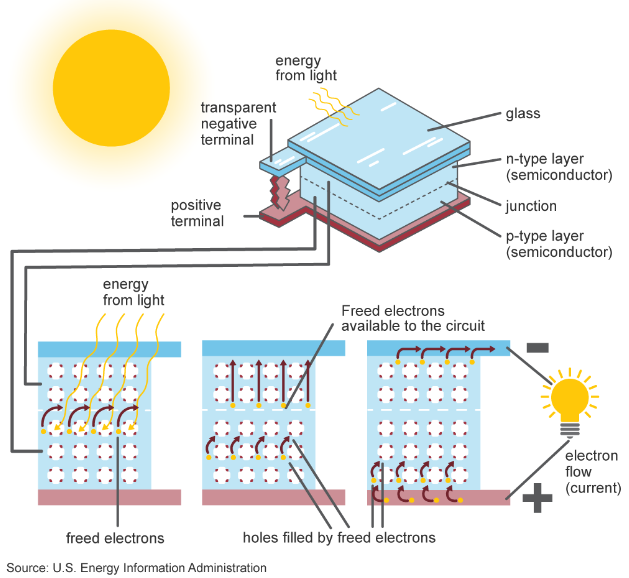 energy
from light
transparent
negative
terminal
glass
n-type layer
(semiconductor)
positive
terminal
junction
p-type layer
(semiconductor)
energy
from light
Freed electrons
available to the circuit
electron
flow
(current)
freed electrons
holes filled by freed electrons
Source: U.S. Energy Information Administration